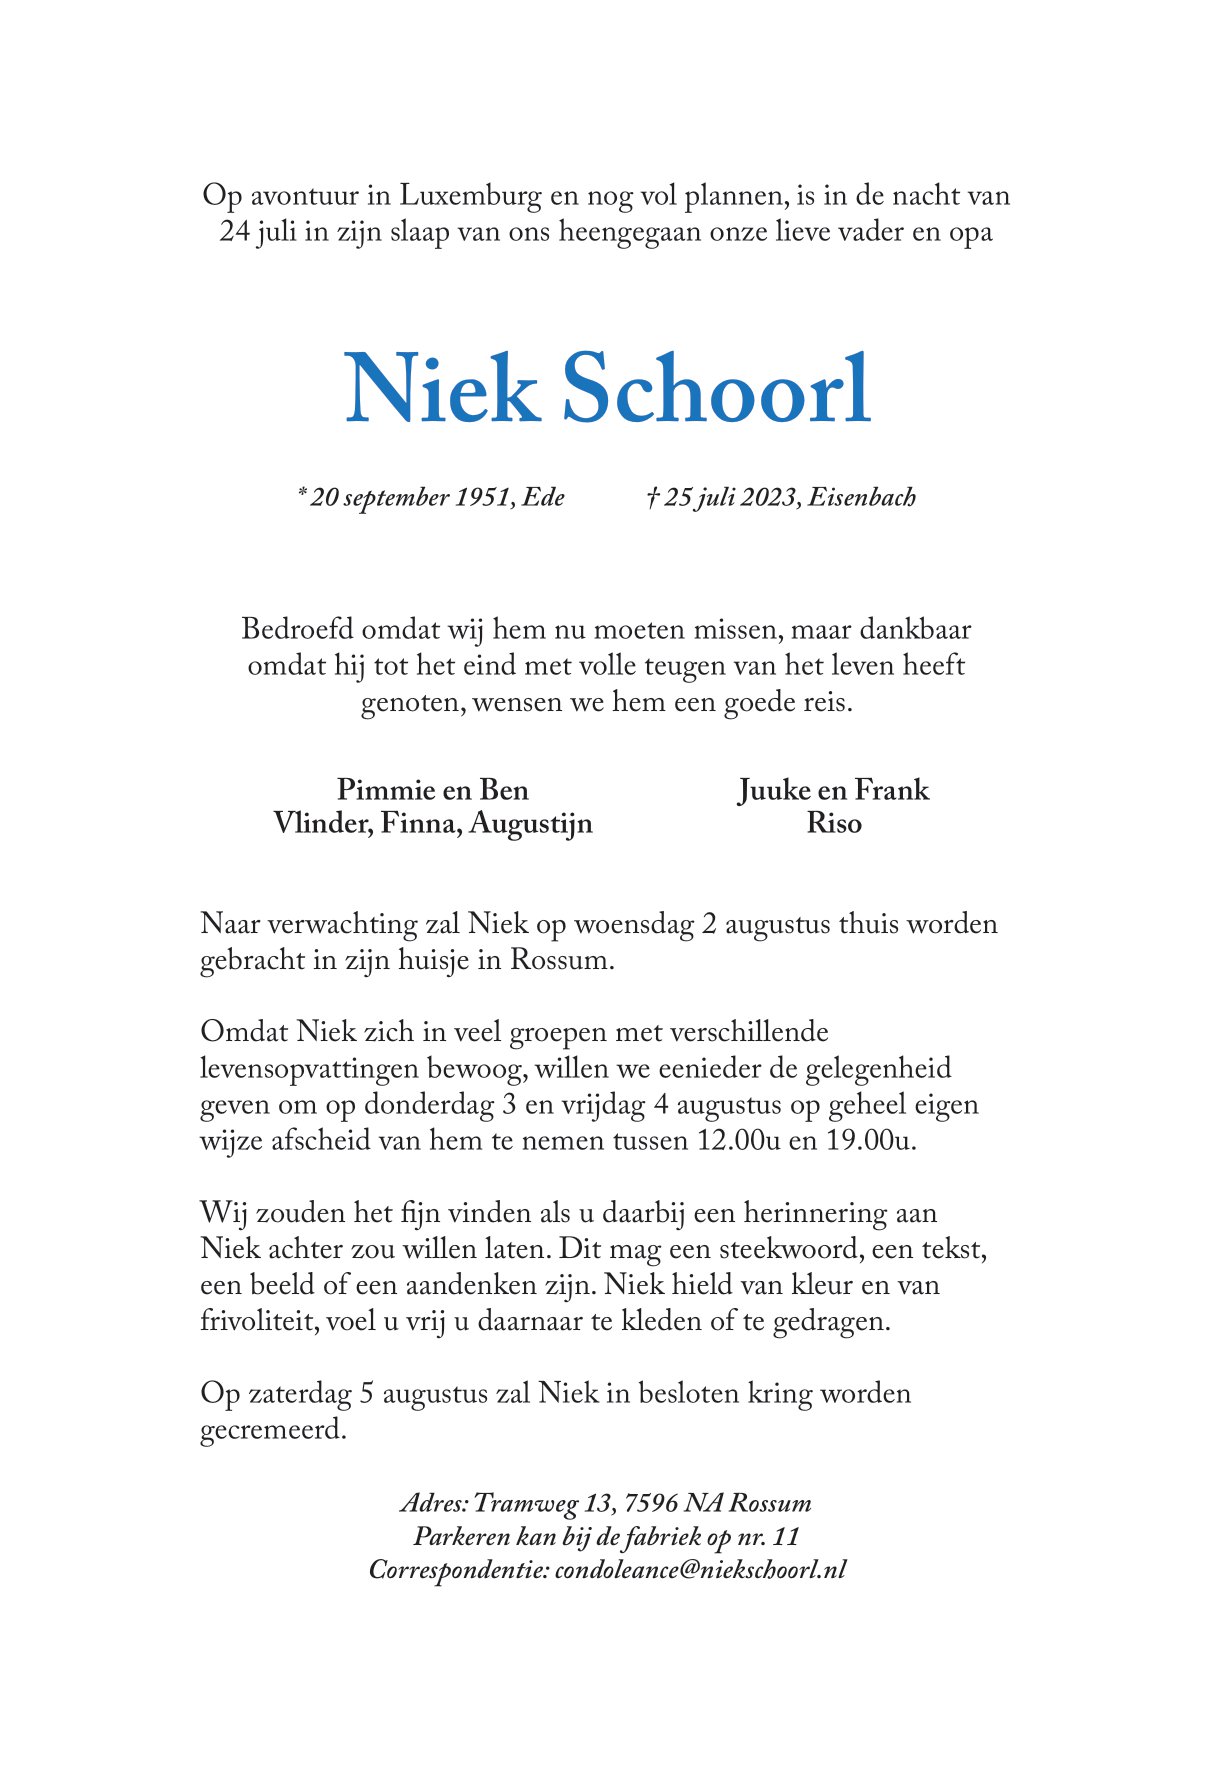 Op avontuur in Luxemburg en nog vol plannen, is in de nacht van
24 juli in zijn slaap van ons heengegaan onze lieve vader en opa
Niek Schoorl
* 20 september 1951, Ede † 25 juli 2023, Eisenbach
Bedroefd omdat wij hem nu moeten missen, maar dankbaar
omdat hij tot het eind met volle teugen van het leven heeft
genoten, wensen we hem een goede reis.
Pimmie en Ben Juuke en Frank
Vlinder, Finna, Augustijn Riso
Naar verwachting zal Niek op woensdag 2 augustus thuis worden
gebracht in zijn huisje in Rossum.
Omdat Niek zich in veel groepen met verschillende
levensopvattingen bewoog, willen we eenieder de gelegenheid
geven om op donderdag 3 en vrijdag 4 augustus op geheel eigen
wijze afscheid van hem te nemen tussen 12.00u en 19.00u.
Wij zouden het fijn vinden als u daarbij een herinnering aan
Niek achter zou willen laten. Dit mag een steekwoord, een tekst,
een beeld of een aandenken zijn. Niek hield van kleur en van
frivoliteit, voel u vrij u daarnaar te kleden of te gedragen.
Op zaterdag 5 augustus zal Niek in besloten kring worden
gecremeerd.
Adres: Tramweg 13, 7596 NA Rossum
Parkeren kan bij de fabriek op nr. 11
Correspondentie: condoleance@niekschoorl.nl